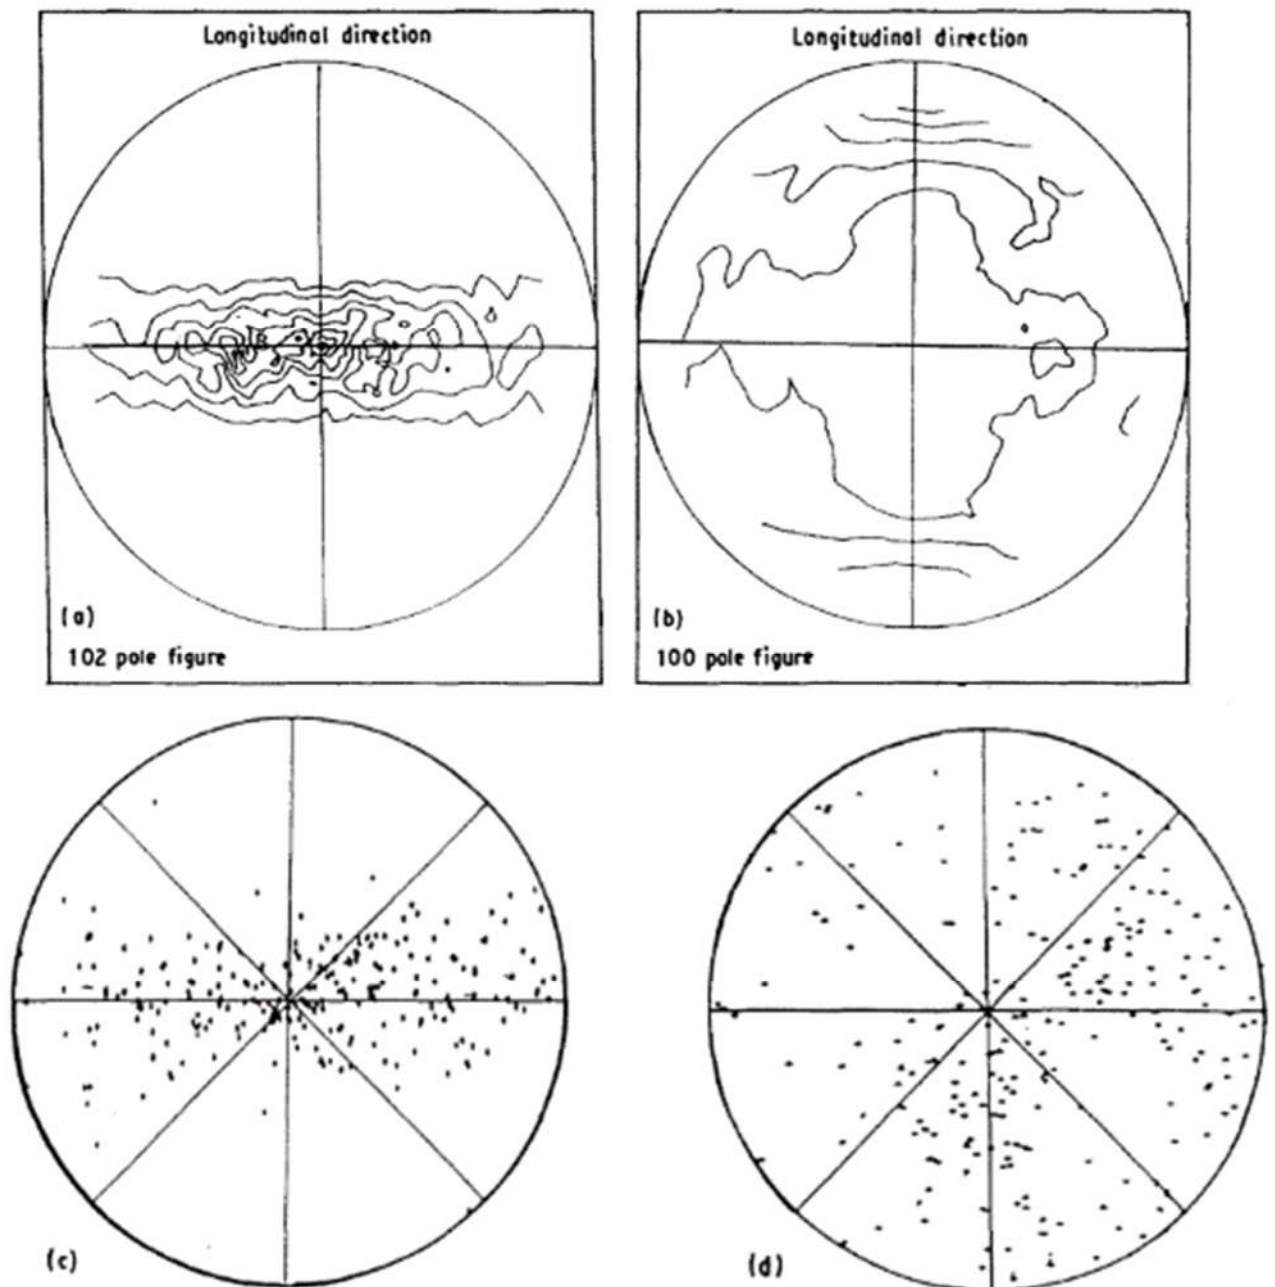 Longitudinal direction
Longitudinal direction
(a)
102 pole figure
(b)
100 pole figure
(c)
(d)